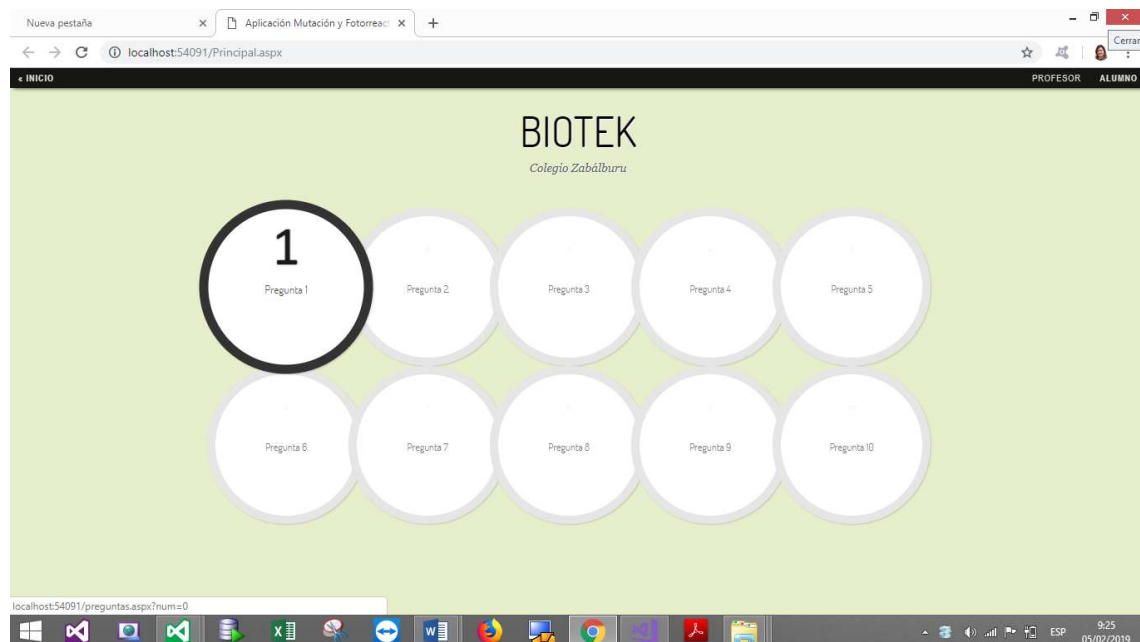 Nueva pestaña
Aplicación Mutación y Fotorreac
localhost:54091/Principal.aspx
Cerrar
« INICIO
PROFESOR ALUMNO
BIOTEK
Colegio Zabálburu
1
Pregunta 1 Pregunta 2 Pregunta 3 Pregunta 4 Pregunta 5
Pregunta 6 Pregunta 7 Pregunta 8 Pregunta 9 Pregunta 10
localhost:54091/preguntas.aspx?num=0
ESP
9:25
05/02/2019